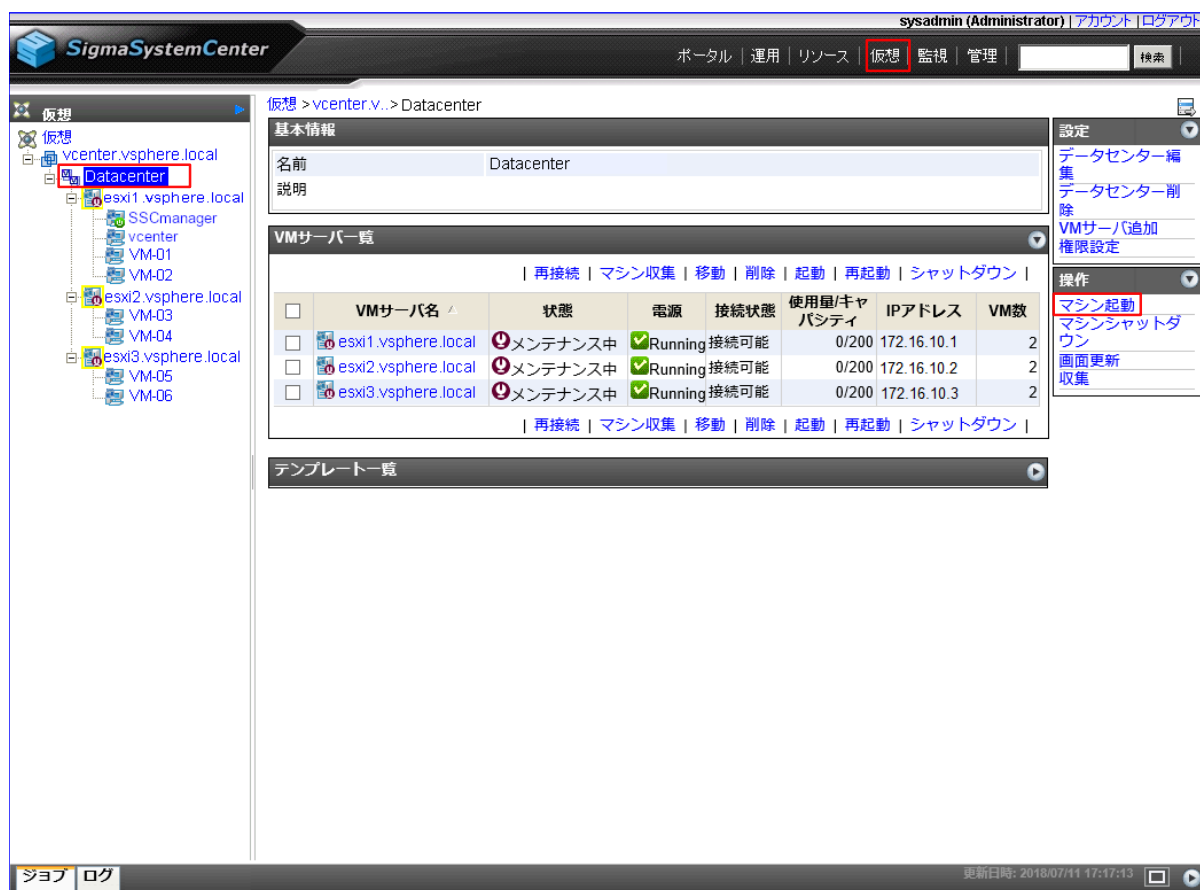 sysadmin (Administrator) | アカウント | ログアウト
SigmaSystemCenter
ポータル | 運用 | リソース | 仮想 | 監視 | 管理 | 検索 |
仮想
仮想
vcenter.vsphere.local
Datacenter
esxi1.vsphere.local
SSCmanager
vcenter
VM-01
VM-02
esxi2.vsphere.local
VM-03
VM-04
esxi3.vsphere.local
VM-05
VM-06
仮想 > vcenter.v..> Datacenter
基本情報
名前 Datacenter
説明
VMサーバ一覧
| 再接続 | マシン収集 | 移動 | 削除 | 起動 | 再起動 | シャットダウン |
VMサーバ名 状態 電源 接続状態 使用量/キャパシティ IPアドレス VM数
esxi1.vsphere.local メンテナンス中 Running 接続可能 0/200 172.16.10.1 2
esxi2.vsphere.local メンテナンス中 Running 接続可能 0/200 172.16.10.2 2
esxi3.vsphere.local メンテナンス中 Running 接続可能 0/200 172.16.10.3 2
| 再接続 | マシン収集 | 移動 | 削除 | 起動 | 再起動 | シャットダウン |
テンプレート一覧
設定
データセンター編
集
データセンター削
除
VMサーバ追加
権限設定
操作
マシン起動
マシンシャットダ
ウン
画面更新
収集
ジョブ ログ
更新日時: 2018/07/11 17:17:13